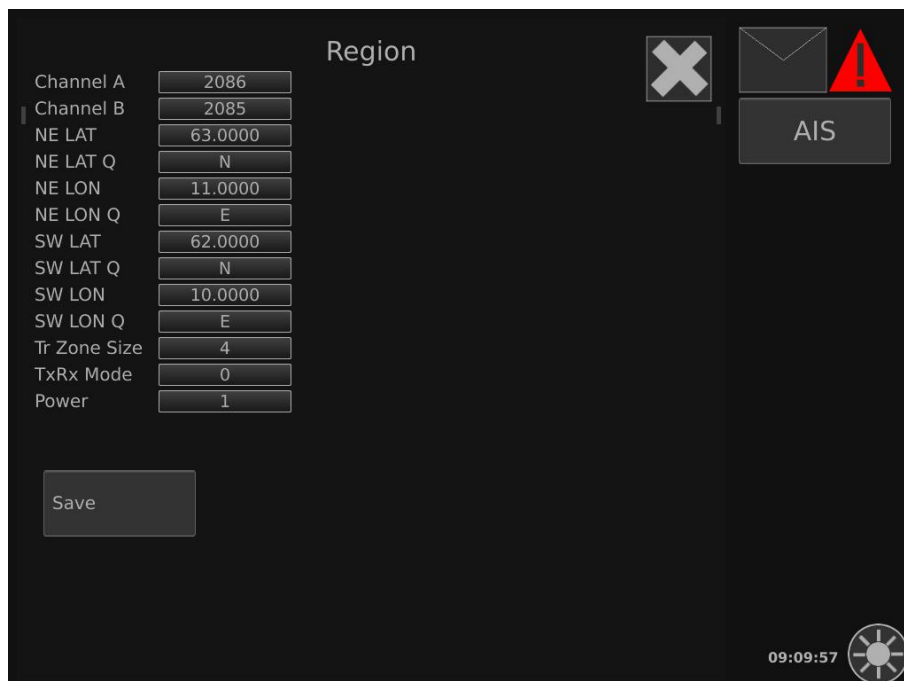 Region
Channel A 2086
Channel B 2085
NE LAT 63.0000
NE LAT Q N
NE LON 11.0000
NE LON Q E
SW LAT 62.0000
SW LAT Q N
SW LON 10.0000
SW LON Q E
Tr Zone Size 4
TxRx Mode 0
Power 1
Save
!
AIS
09:09:57